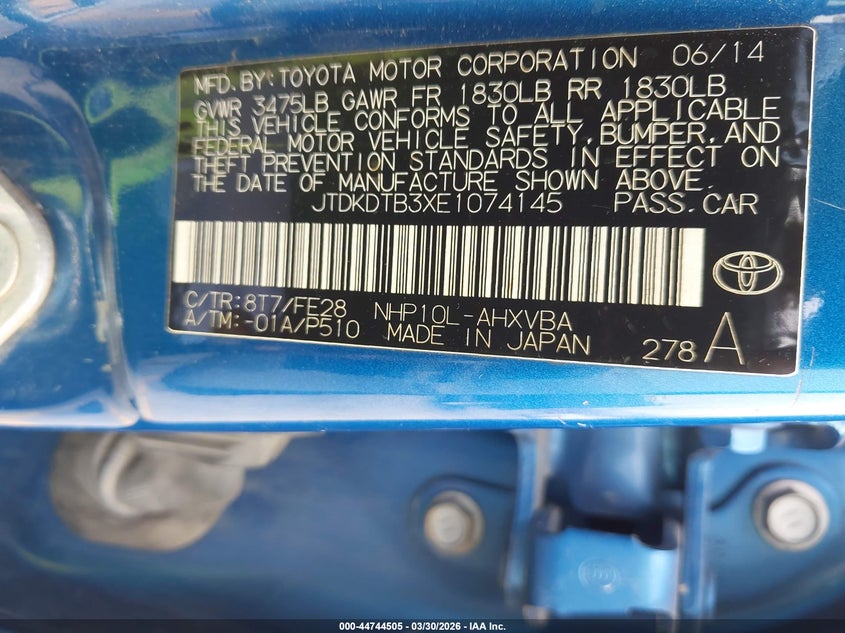 MFD.BY:TOYOTA MOTOR CORPORATION 06/14
GVWR 3475LB GAWR FR 1830LB RR 1830LB
THIS VEHICLE CONFORMS TO ALL APPLICABLE
FEDERAL MOTOR VEHICLE SAFETY,BUMPER,AND
THEFT PREVENTION STANDARDS IN EFFECT ON
THE DATE OF MANUFACTURE SHOWN ABOVE.
JTDKDTB3XE1074145 PASS.CAR
C/TR:8T7/FE28 NHP10L-AHXVBA
A/TM:-01A/P510 MADE IN JAPAN
278 A
000-44744505 | 03/30/2026 - IAA Inc.